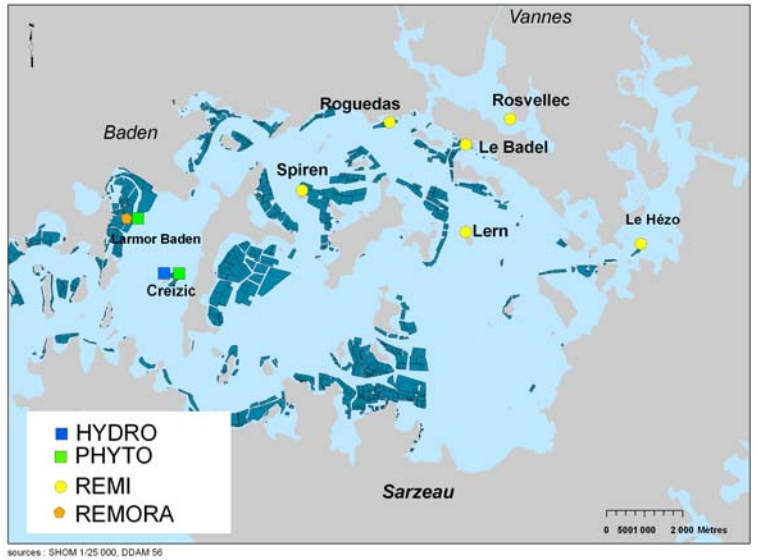 Vannes
Roguedas
Rosvellec
Baden
Le Badel
Spiren
Le Hézo
Lern
Larmor Baden
Creïzic
HYDRO
PHYTO
REMI
REMORA
Sarzeau
0 5001 000 2 000 Mètres
sources : SHOM 1/25 000, DDAM 56